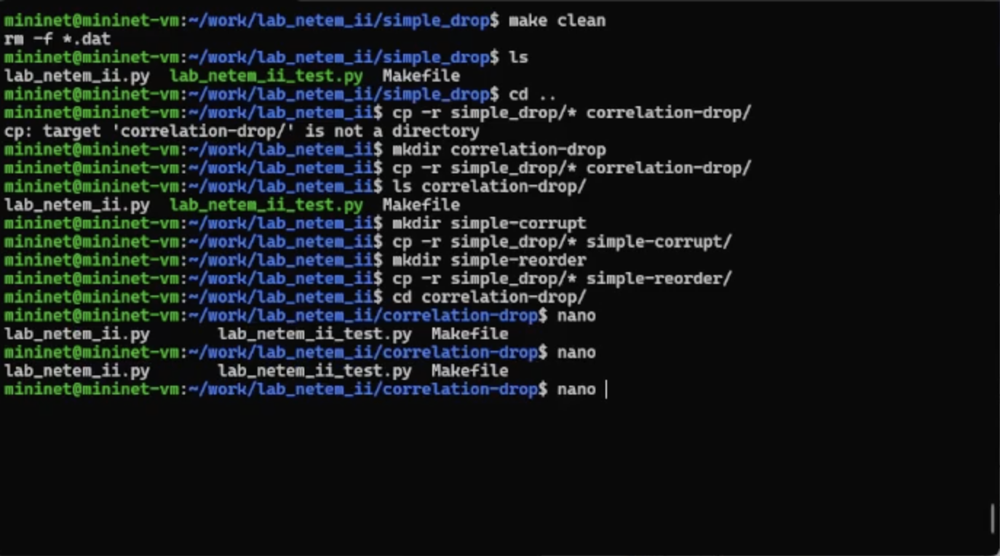 mininet@mininet-vm:~/work/lab_netem_ii/simple_drop$ make clean
rm -f *.dat
mininet@mininet-vm:~/work/lab_netem_ii/simple_drop$ ls
lab_netem_ii.py  lab_netem_ii_test.py  Makefile
mininet@mininet-vm:~/work/lab_netem_ii/simple_drop$ cd ..
mininet@mininet-vm:~/work/lab_netem_ii$ cp -r simple_drop/* correlation-drop/
cp: target 'correlation-drop/' is not a directory
mininet@mininet-vm:~/work/lab_netem_ii$ mkdir correlation-drop
mininet@mininet-vm:~/work/lab_netem_ii$ cp -r simple_drop/* correlation-drop/
mininet@mininet-vm:~/work/lab_netem_ii$ ls correlation-drop/
lab_netem_ii.py  lab_netem_ii_test.py  Makefile
mininet@mininet-vm:~/work/lab_netem_ii$ mkdir simple-corrupt
mininet@mininet-vm:~/work/lab_netem_ii$ cp -r simple_drop/* simple-corrupt/
mininet@mininet-vm:~/work/lab_netem_ii$ mkdir simple-reorder
mininet@mininet-vm:~/work/lab_netem_ii$ cp -r simple_drop/* simple-reorder/
mininet@mininet-vm:~/work/lab_netem_ii$ cd correlation-drop/
mininet@mininet-vm:~/work/lab_netem_ii/correlation-drop$ nano
lab_netem_ii.py       lab_netem_ii_test.py  Makefile
mininet@mininet-vm:~/work/lab_netem_ii/correlation-drop$ nano
lab_netem_ii.py       lab_netem_ii_test.py  Makefile
mininet@mininet-vm:~/work/lab_netem_ii/correlation-drop$ nano